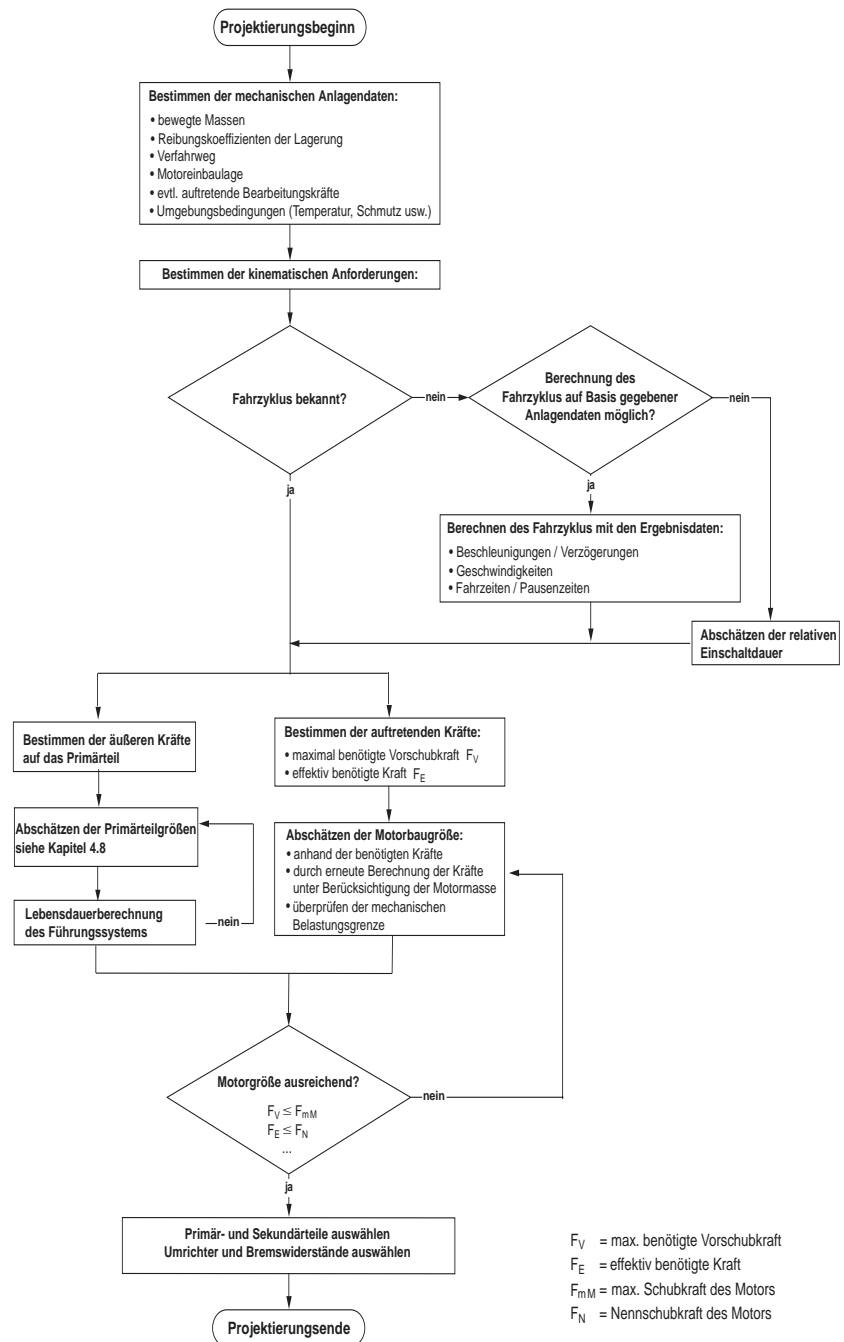 Projektierungsbeginn
Bestimmen der mechanischen Anlagendaten:
• bewegte Massen
• Reibungskoeffizienten der Lagerung
• Verfahrweg
• Motoreinbaulage
• evtl. auftretende Bearbeitungskräfte
• Umgebungsbedingungen (Temperatur, Schmutz usw.)
Bestimmen der kinematischen Anforderungen:
Fahrzyklus bekannt?
nein
Berechnung des
Fahrzyklus auf Basis gegebener
Anlagendaten möglich?
nein
ja
ja
Berechnen des Fahrzyklus mit den Ergebnisdaten:
• Beschleunigungen / Verzögerungen
• Geschwindigkeiten
• Fahrzeiten / Pausenzeiten
Abschätzen der relativen
Einschaltdauer
Bestimmen der äußeren Kräfte
auf das Primärteil
Bestimmen der auftretenden Kräfte:
• maximal benötigte Vorschubkraft F_V
• effektiv benötigte Kraft F_E
Abschätzen der Primärteilgrößen
siehe Kapitel 4.8
Abschätzen der Motorbaugröße:
• anhand der benötigten Kräfte
• durch erneute Berechnung der Kräfte
unter Berücksichtigung der Motormasse
• überprüfen der mechanischen
Belastungsgrenze
Lebensdauerberechnung
des Führungssystems
nein
Motorgröße ausreichend?
F_V ≤ F_mM
F_E ≤ F_N
...
nein
ja
Primär- und Sekundärteile auswählen
Umrichter und Bremswiderstände auswählen
Projektierungsende
F_V = max. benötigte Vorschubkraft
F_E = effektiv benötigte Kraft
F_mM = max. Schubkraft des Motors
F_N = Nennschubkraft des Motors